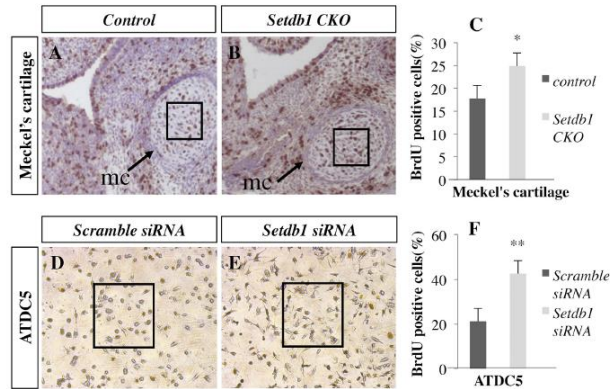 Control
Setdb1 CKO
C
Meckel's cartilage
A
mc
B
mc
BrdU positive cells(%)
30
25
20
15
10
5
0
*
control
Setdb1
CKO
Meckel's cartilage
Scramble siRNA
Setdb1 siRNA
F
ATDC5
D
E
BrdU positive cells(%)
60
40
20
0
**
Scramble
siRNA
Setdb1
siRNA
ATDC5